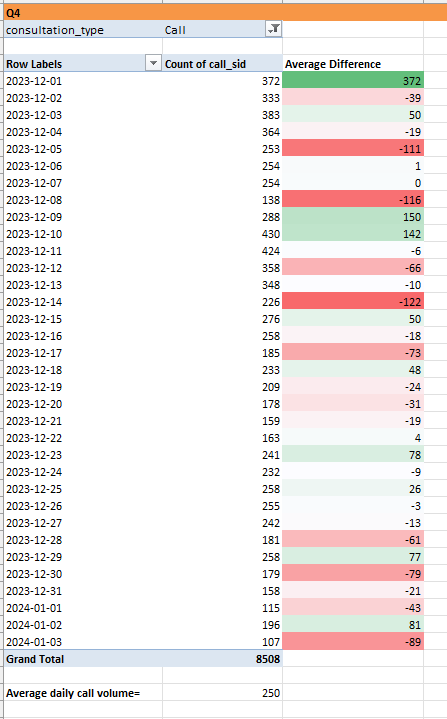 Q4
consultation_type Call
Row Labels Count of call_sid Average Difference
2023-12-01 372 372
2023-12-02 333 -39
2023-12-03 383 50
2023-12-04 364 -19
2023-12-05 253 -111
2023-12-06 254 1
2023-12-07 254 0
2023-12-08 138 -116
2023-12-09 288 150
2023-12-10 430 142
2023-12-11 424 -6
2023-12-12 358 -66
2023-12-13 348 -10
2023-12-14 226 -122
2023-12-15 276 50
2023-12-16 258 -18
2023-12-17 185 -73
2023-12-18 233 48
2023-12-19 209 -24
2023-12-20 178 -31
2023-12-21 159 -19
2023-12-22 163 4
2023-12-23 241 78
2023-12-24 232 -9
2023-12-25 258 26
2023-12-26 255 -3
2023-12-27 242 -13
2023-12-28 181 -61
2023-12-29 258 77
2023-12-30 179 -79
2023-12-31 158 -21
2024-01-01 115 -43
2024-01-02 196 81
2024-01-03 107 -89
Grand Total 8508
Average daily call volume= 250